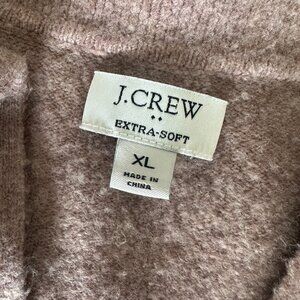 J.CREW
EXTRA-SOFT
XL
MADE IN
CHINA